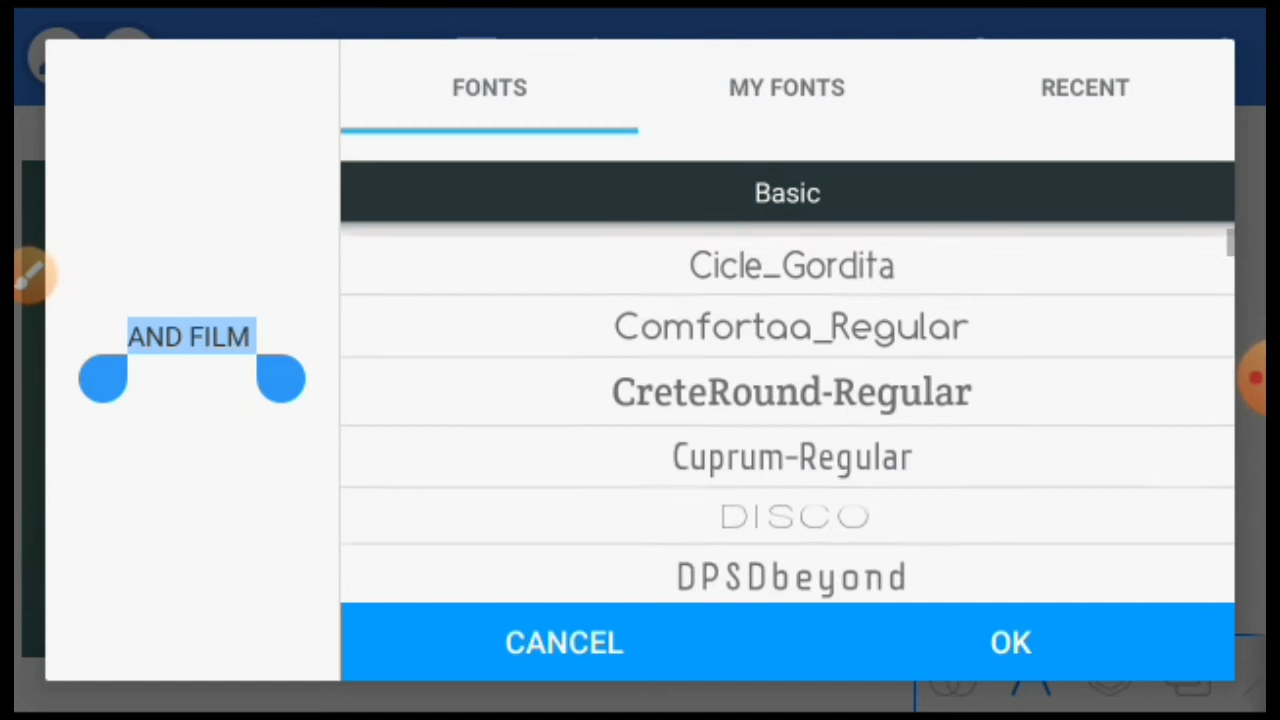 FONTS
MY FONTS
RECENT
Basic
AND FILM
Cicle_Gordita
Comfortaa_Regular
CreteRound-Regular
Cuprum-Regular
DISCO
DPSDbeyond
CANCEL
OK